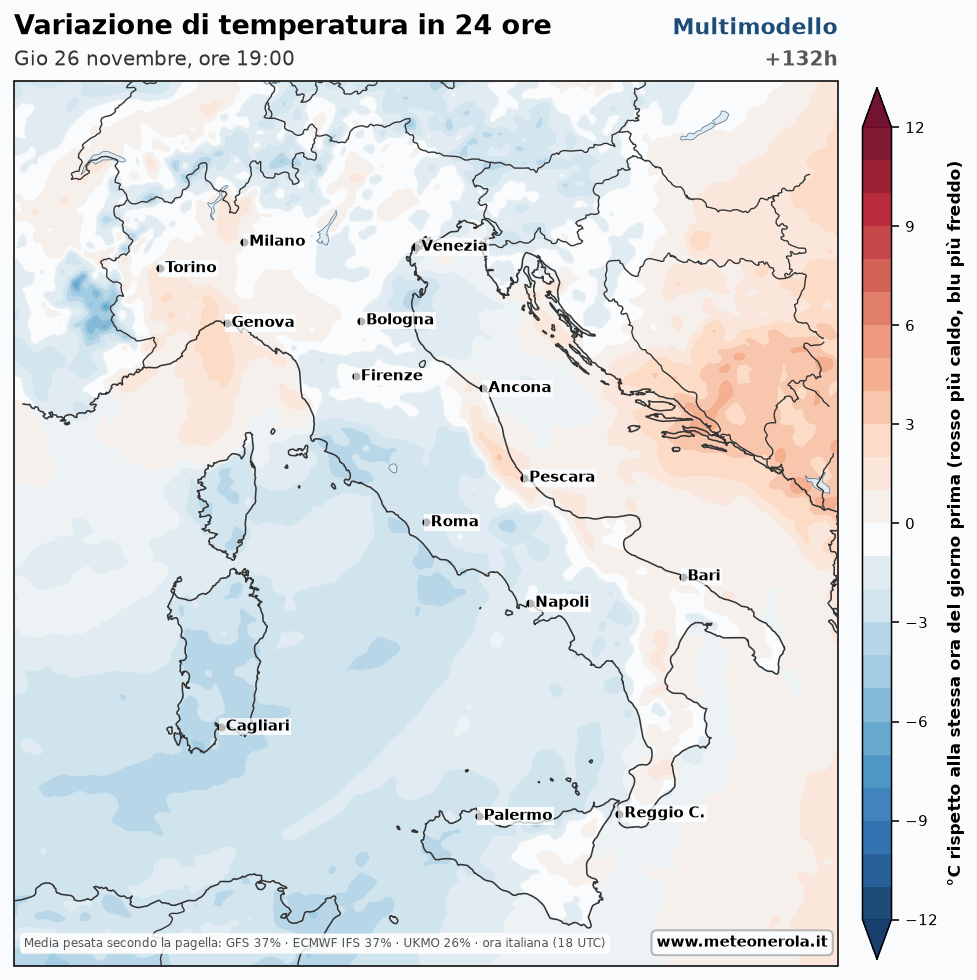 Variazione di temperatura in 24 ore
Multimodello
Gio 26 novembre, ore 19:00
+132h
Milano
Venezia
Torino
Genova
Bologna
Firenze
Ancona
Pescara
Roma
Bari
Napoli
Cagliari
Palermo
Reggio C.
12
9
6
3
0
−3
−6
−9
−12
°C rispetto alla stessa ora del giorno prima (rosso più caldo, blu più freddo)
Media pesata secondo la pagella: GFS 37% · ECMWF IFS 37% · UKMO 26% · ora italiana (18 UTC)
www.meteonerola.it